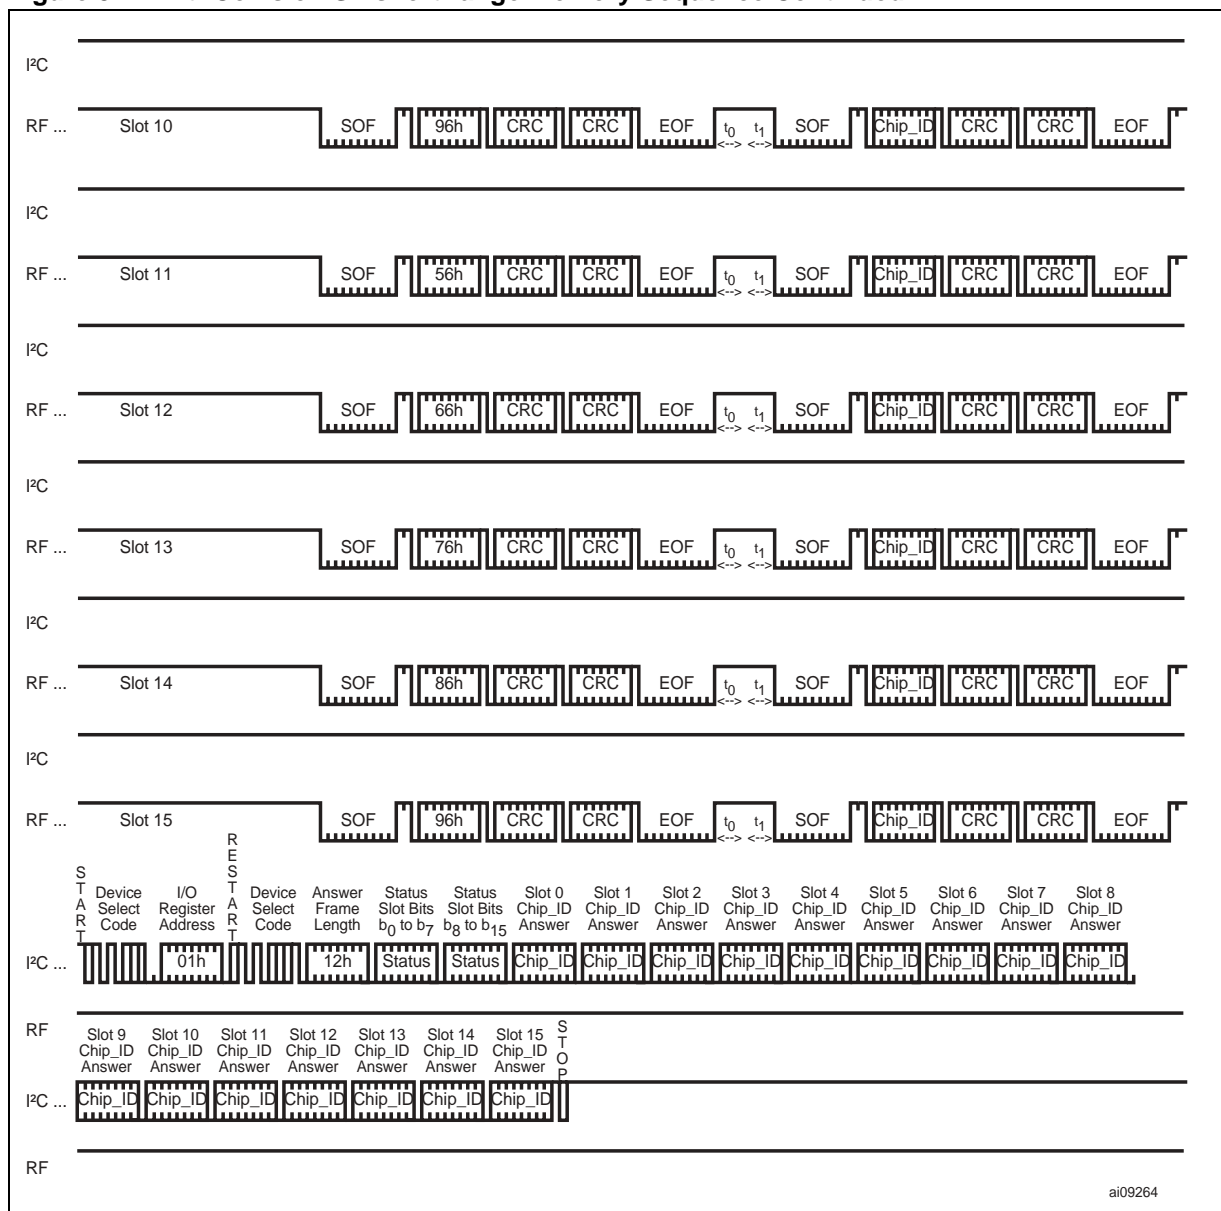 I²C
RF ... Slot 10 SOF 96h CRC CRC EOF t0 t1 SOF Chip_ID CRC CRC EOF
<--> <-->
I²C
RF ... Slot 11 SOF 56h CRC CRC EOF t0 t1 SOF Chip_ID CRC CRC EOF
<--> <-->
I²C
RF ... Slot 12 SOF 66h CRC CRC EOF t0 t1 SOF Chip_ID CRC CRC EOF
<--> <-->
I²C
RF ... Slot 13 SOF 76h CRC CRC EOF t0 t1 SOF Chip_ID CRC CRC EOF
<--> <-->
I²C
RF ... Slot 14 SOF 86h CRC CRC EOF t0 t1 SOF Chip_ID CRC CRC EOF
<--> <-->
I²C
RF ... Slot 15 SOF 96h CRC CRC EOF t0 t1 SOF Chip_ID CRC CRC EOF
<--> <-->
START
RESTART
Device I/O Device Answer Status Status Slot 0 Slot 1 Slot 2 Slot 3 Slot 4 Slot 5 Slot 6 Slot 7 Slot 8
Select Register Select Frame Slot Bits Slot Bits Chip_ID Chip_ID Chip_ID Chip_ID Chip_ID Chip_ID Chip_ID Chip_ID Chip_ID
Code Address Code Length b0 to b7 b8 to b15 Answer Answer Answer Answer Answer Answer Answer Answer Answer
I²C ... 01h 12h Status Status Chip_ID Chip_ID Chip_ID Chip_ID Chip_ID Chip_ID Chip_ID Chip_ID Chip_ID
RF
Slot 9 Slot 10 Slot 11 Slot 12 Slot 13 Slot 14 Slot 15
Chip_ID Chip_ID Chip_ID Chip_ID Chip_ID Chip_ID Chip_ID
Answer Answer Answer Answer Answer Answer Answer
STOP
I²C ... Chip_ID Chip_ID Chip_ID Chip_ID Chip_ID Chip_ID Chip_ID
RF
ai09264